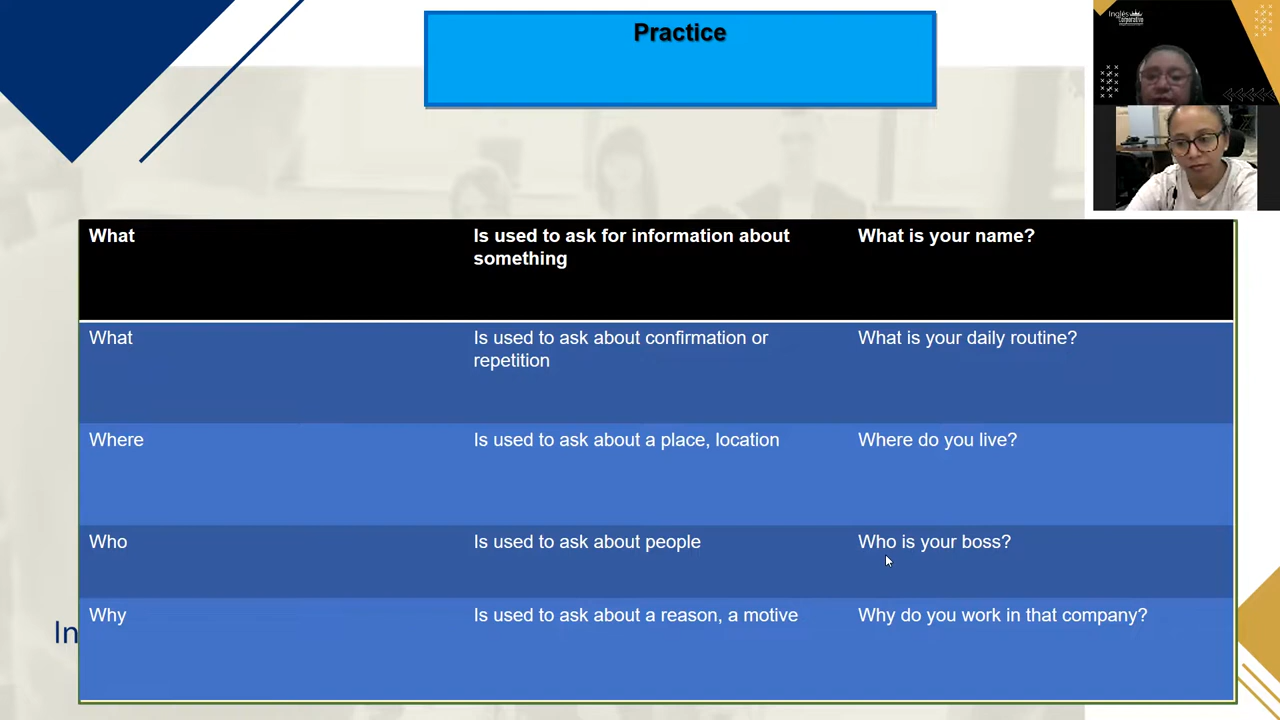 Practice
Inglés
Corporativo
What
Is used to ask for information about
something
What is your name?
What
Is used to ask about confirmation or
repetition
What is your daily routine?
Where
Is used to ask about a place, location
Where do you live?
Who
Is used to ask about people
Who is your boss?
Why
Is used to ask about a reason, a motive
Why do you work in that company?
In